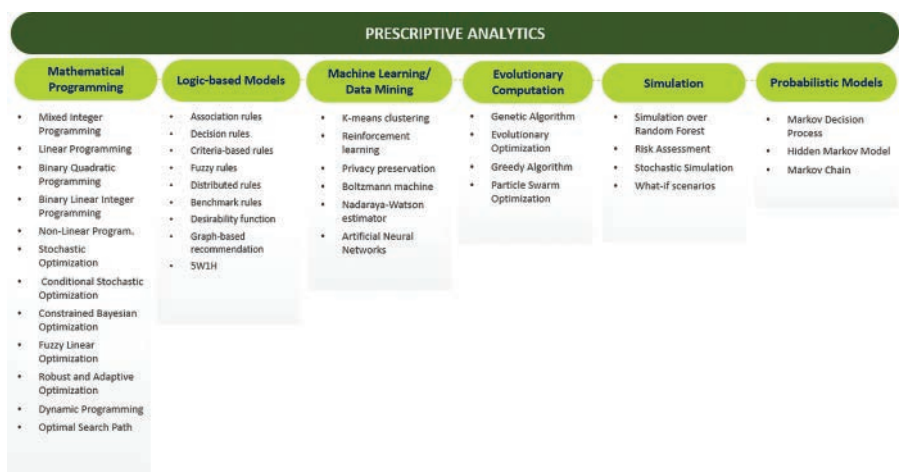 PRESCRIPTIVE ANALYTICS
Mathematical
Programming
• Mixed Integer
Programming
• Linear Programming
• Binary Quadratic
Programming
• Binary Linear Integer
Programming
• Non-Linear Program.
• Stochastic
Optimization
• Conditional Stochastic
Optimization
• Constrained Bayesian
Optimization
• Fuzzy Linear
Optimization
• Robust and Adaptive
Optimization
• Dynamic Programming
• Optimal Search Path
Logic-based Models
• Association rules
• Decision rules
• Criteria-based rules
• Fuzzy rules
• Distributed rules
• Benchmark rules
• Desirability function
• Graph-based
recommendation
• 5W1H
Machine Learning/
Data Mining
• K-means clustering
• Reinforcement
learning
• Privacy preservation
• Boltzmann machine
• Nadaraya-Watson
estimator
• Artificial Neural
Networks
Evolutionary
Computation
• Genetic Algorithm
• Evolutionary
Optimization
• Greedy Algorithm
• Particle Swarm
Optimization
Simulation
• Simulation over
Random Forest
• Risk Assessment
• Stochastic Simulation
• What-if scenarios
Probabilistic Models
• Markov Decision
Process
• Hidden Markov Model
• Markov Chain